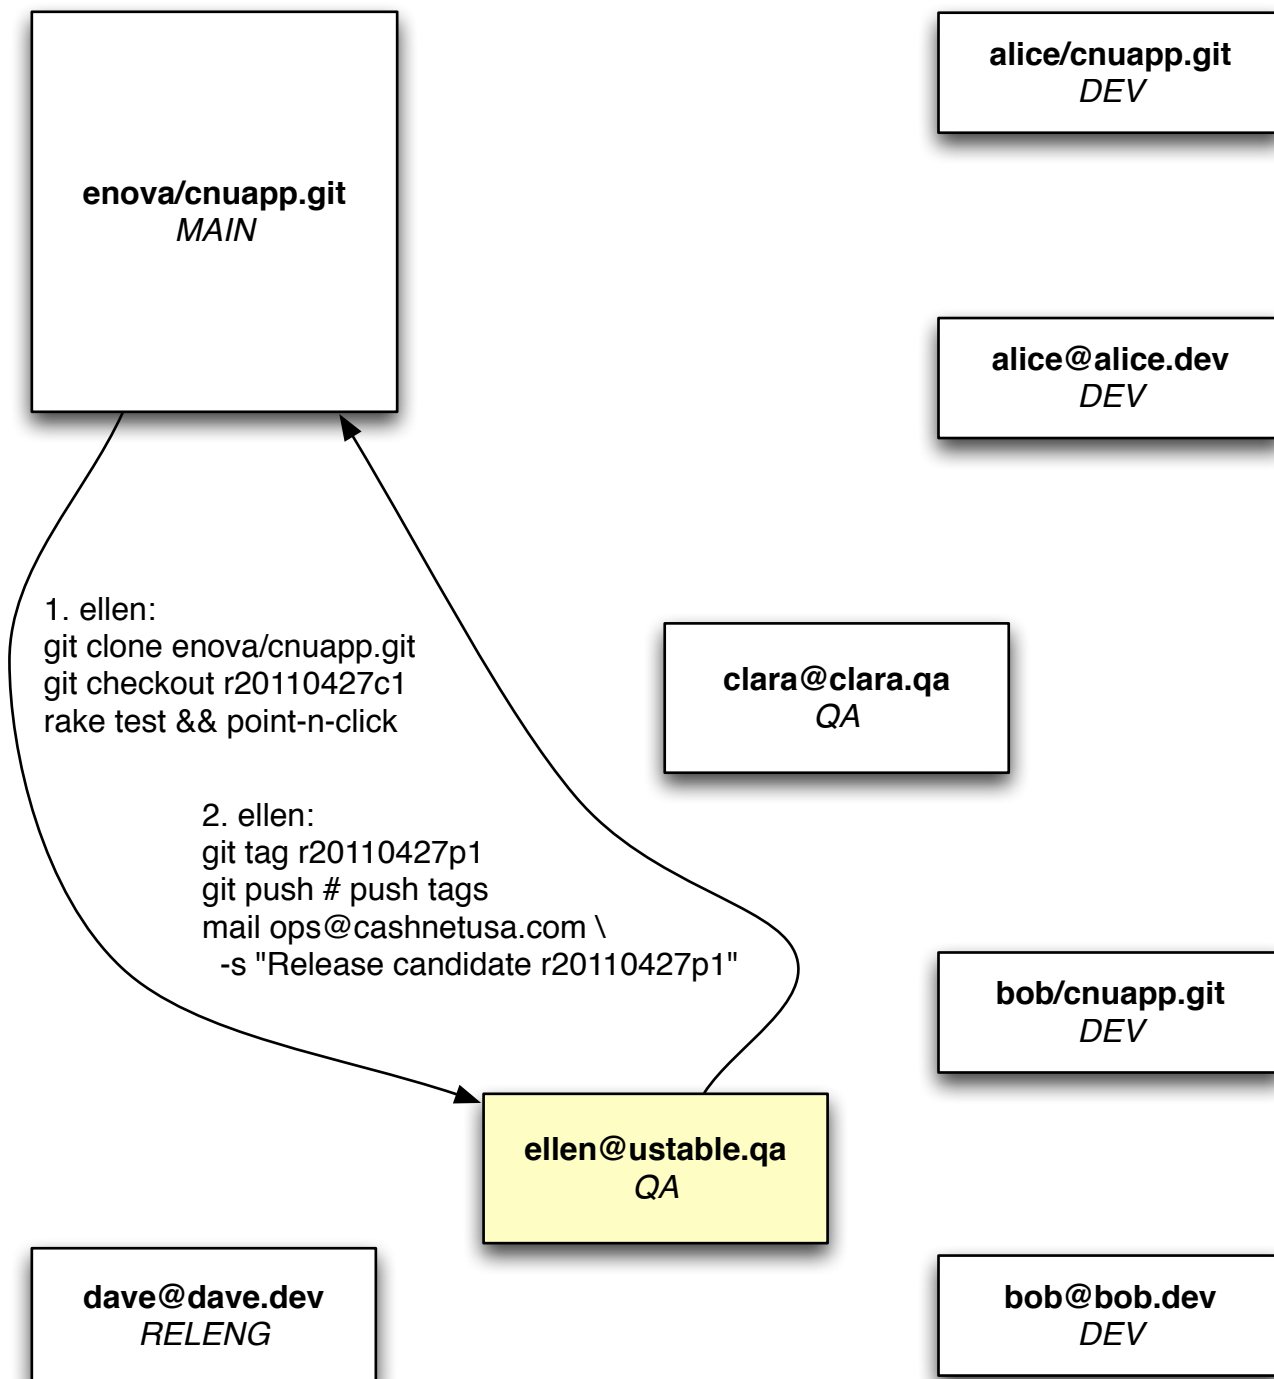 enova/cnuapp.git
MAIN
alice/cnuapp.git
DEV
alice@alice.dev
DEV
1. ellen:
git clone enova/cnuapp.git
git checkout r20110427c1
rake test && point-n-click
clara@clara.qa
QA
2. ellen:
git tag r20110427p1
git push # push tags
mail ops@cashnetusa.com \
-s "Release candidate r20110427p1"
bob/cnuapp.git
DEV
ellen@ustable.qa
QA
dave@dave.dev
RELENG
bob@bob.dev
DEV